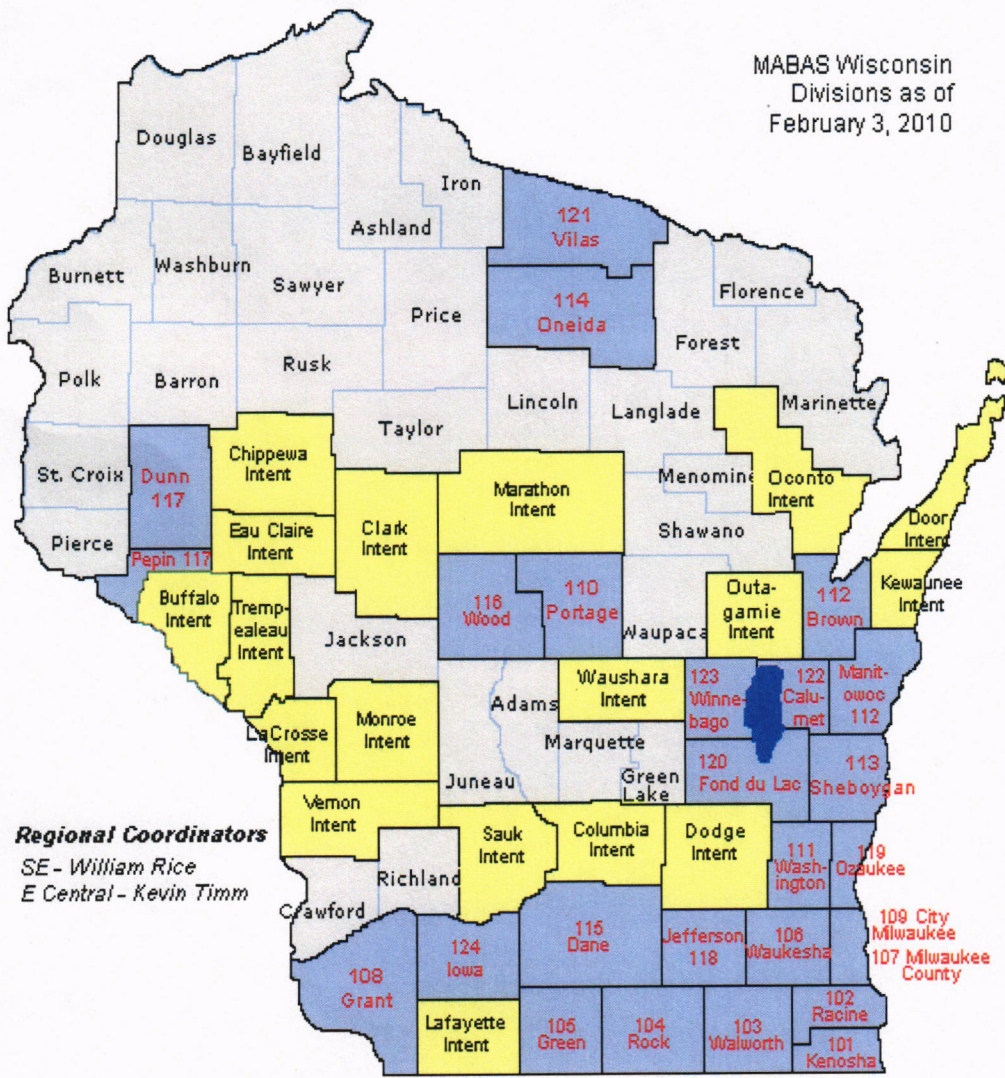 MABAS Wisconsin
Divisions as of
February 3, 2010
Douglas
Bayfield
Iron
Ashland
121
Vilas
Burnett
Washburn
Sawyer
Price
114
Oneida
Florence
Forest
Polk
Barron
Rusk
Taylor
Lincoln
Langlade
Marinette
St. Croix
Dunn
117
Chippewa
Intent
Clark
Intent
Marathon
Intent
Menomine
Oconto
Intent
Pierce
Pepin 117
Eau Claire
Intent
Shawano
Door
Intent
Buffalo
Intent
Tremp-
ealeau
Intent
Jackson
116
Wood
110
Portage
Waupaca
Outa-
gamie
Intent
112
Brown
Kewaunee
Intent
LaCrosse
Intent
Monroe
Intent
Juneau
Adams
Waushara
Intent
Marquette
Green
Lake
123
Winne-
bago
122
Calu-
met
Manit-
owoc
112
120
Fond du Lac
113
Sheboygan
Vernon
Intent
Sauk
Intent
Columbia
Intent
Dodge
Intent
111
Wash-
ington
119
Ozaukee
Regional Coordinators
SE - William Rice
E Central - Kevin Timm
Crawford
Richland
108
Grant
124
Iowa
115
Dane
Jefferson
118
106
Waukesha
109 City
Milwaukee
107 Milwaukee
County
Lafayette
Intent
105
Green
104
Rock
103
Walworth
102
Racine
101
Kenosha